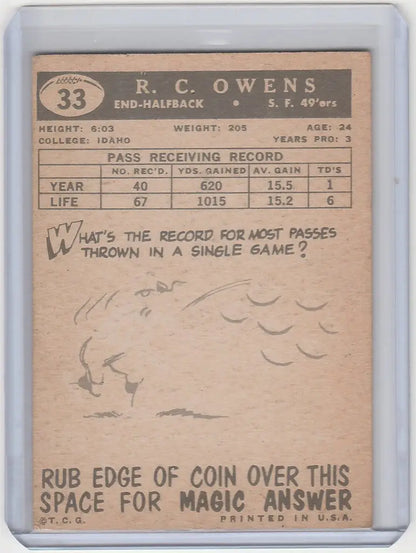 33
R. C. OWENS
END-HALFBACK • S. F. 49'ers
HEIGHT: 6:03 WEIGHT: 205 AGE: 24
COLLEGE: IDAHO YEARS PRO: 3
PASS RECEIVING RECORD
NO. REC'D. YDS. GAINED AV. GAIN TD'S
YEAR 40 620 15.5 1
LIFE 67 1015 15.2 6
WHAT'S THE RECORD FOR MOST PASSES
THROWN IN A SINGLE GAME?
RUB EDGE OF COIN OVER THIS
SPACE FOR MAGIC ANSWER
©T.C.G. PRINTED IN U.S.A.